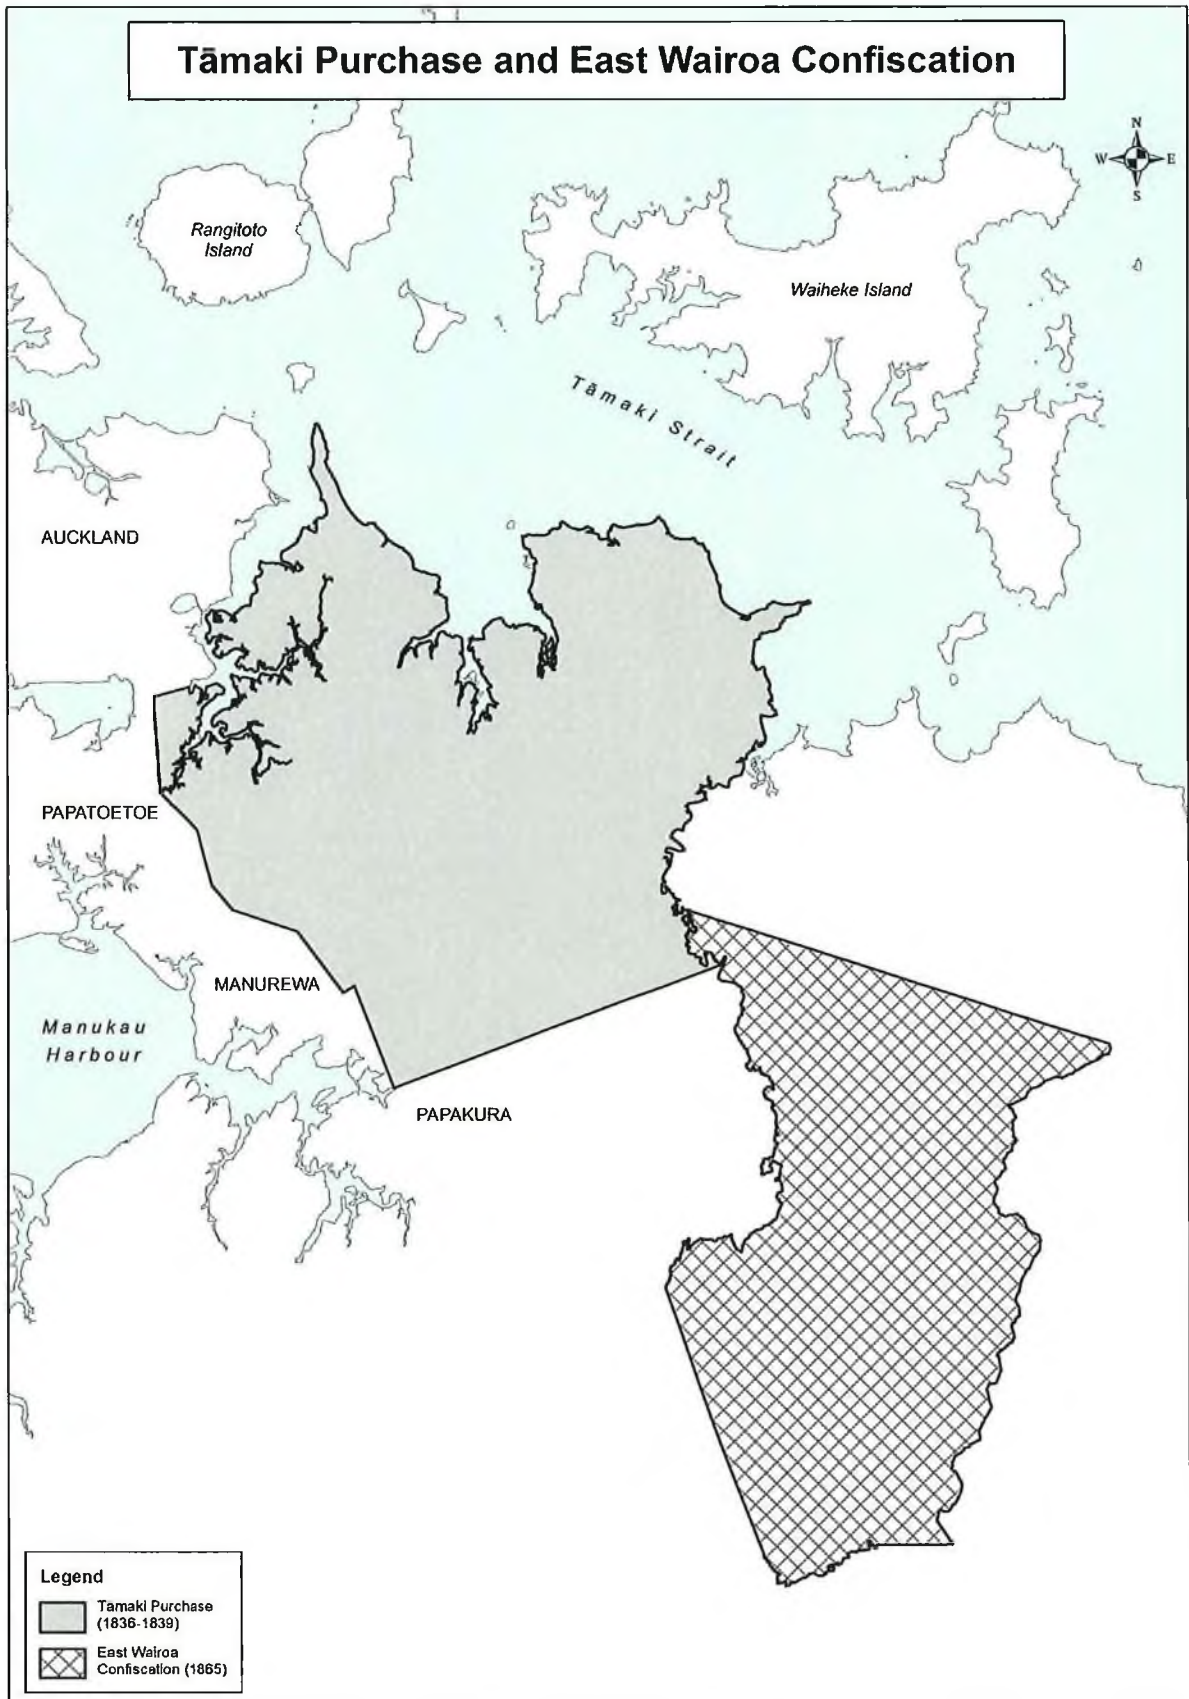 Tāmaki Purchase and East Wairoa Confiscation
N
W E
S
Rangitoto
Island
Waiheke Island
Tāmaki Strait
AUCKLAND
PAPATOETOE
MANUREWA
Manukau
Harbour
PAPAKURA
Legend
Tamaki Purchase
(1836-1839)
East Wairoa
Confiscation (1865)